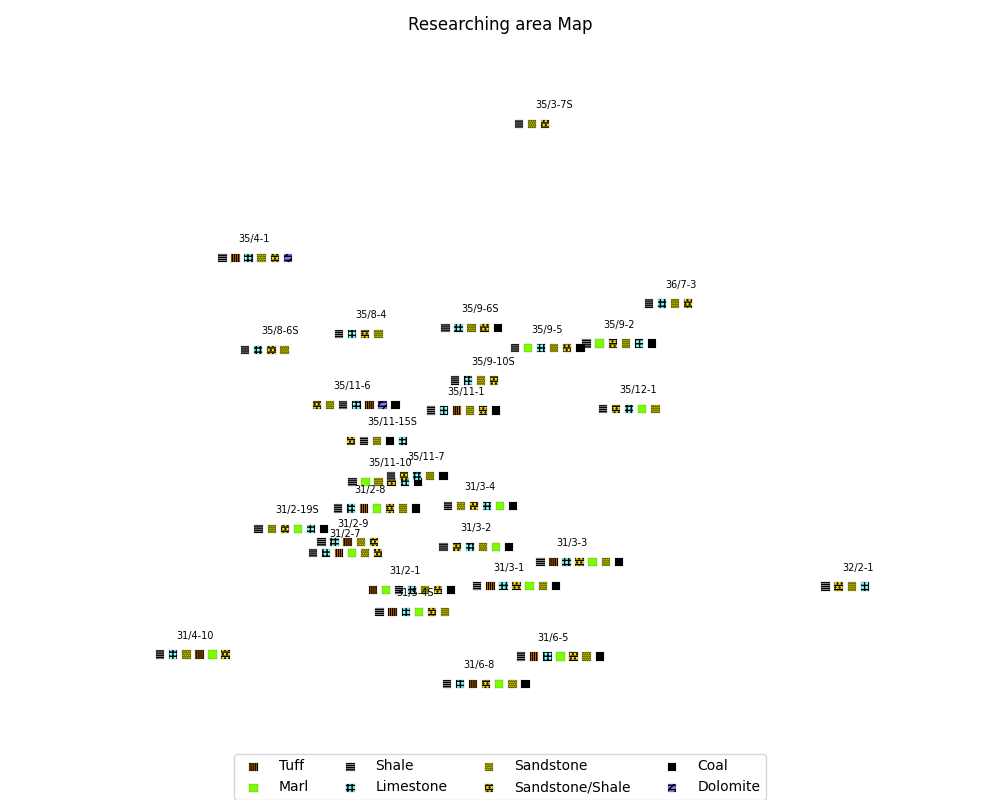 Researching area Map
35/3-7S
35/4-1
36/7-3
35/9-6S
35/8-4
35/9-2
35/8-6S
35/9-5
35/9-10S
35/11-6
35/11-1
35/12-1
35/11-15S
35/11-7
35/11-10
31/2-8
31/3-4
31/2-19S
31/2-9
31/2-7
31/3-2
31/3-3
31/2-1
31/3-1
32/2-1
31/5-4S
31/4-10
31/6-5
31/6-8
Tuff Shale Sandstone Coal
Marl Limestone Sandstone/Shale Dolomite